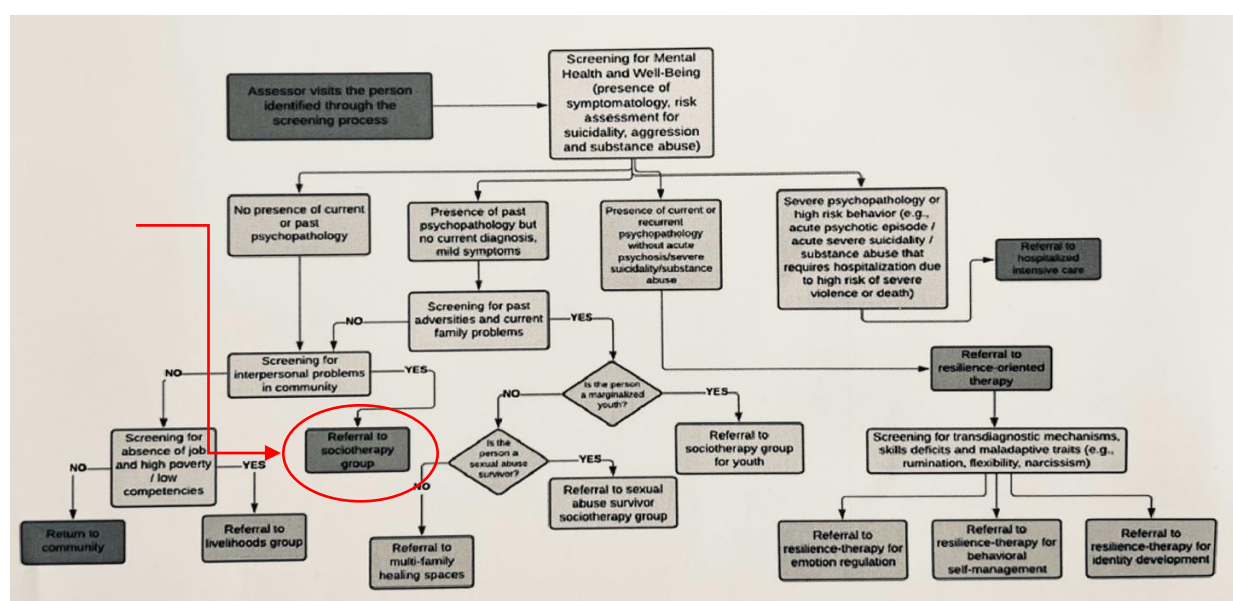 Assessor visits the person
identified through the
screening process
Screening for Mental
Health and Well-Being
(presence of
symptomatology, risk
assessment for
suicidality, aggression
and substance abuse)
No presence of current
or past
psychopathology
Presence of past
psychopathology but
no current diagnosis,
mild symptoms
Presence of current or
recurrent
psychopathology
without acute
psychosis/severe
suicidality/substance
abuse
Severe psychopathology or
high risk behavior (e.g.,
acute psychotic episode /
acute severe suicidality /
substance abuse that
requires hospitalization due
to high risk of severe
violence or death)
Referral to
hospitalized
intensive care
Screening for past
adversities and current
family problems
NO
YES
Screening for
interpersonal problems
in community
NO
YES
Is the person
a marginalized
youth?
NO
YES
Referral to
resilience-oriented
therapy
Screening for
absence of job
and high poverty
/ low
competencies
NO
YES
Referral to
sociotherapy
group
Is the
person a
sexual abuse
survivor?
NO
YES
Referral to
sociotherapy group
for youth
Screening for transdiagnostic mechanisms,
skills deficits and maladaptive traits (e.g.,
rumination, flexibility, narcissism)
Return to
community
Referral to
livelihoods group
Referral to
multi-family
healing spaces
Referral to sexual
abuse survivor
sociotherapy group
Referral to
resilience-therapy for
emotion regulation
Referral to
resilience-therapy for
behavioral
self-management
Referral to
resilience-therapy for
identity development